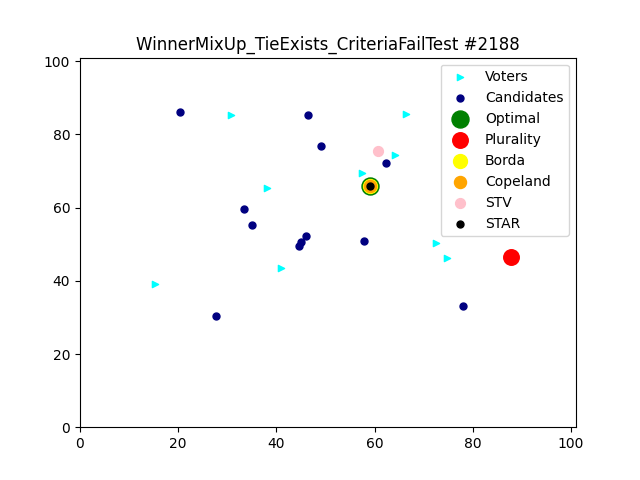 WinnerMixUp_TieExists_CriteriaFailTest #2188
100
80
60
40
20
0
0 20 40 60 80 100
Voters
Candidates
Optimal
Plurality
Borda
Copeland
STV
STAR